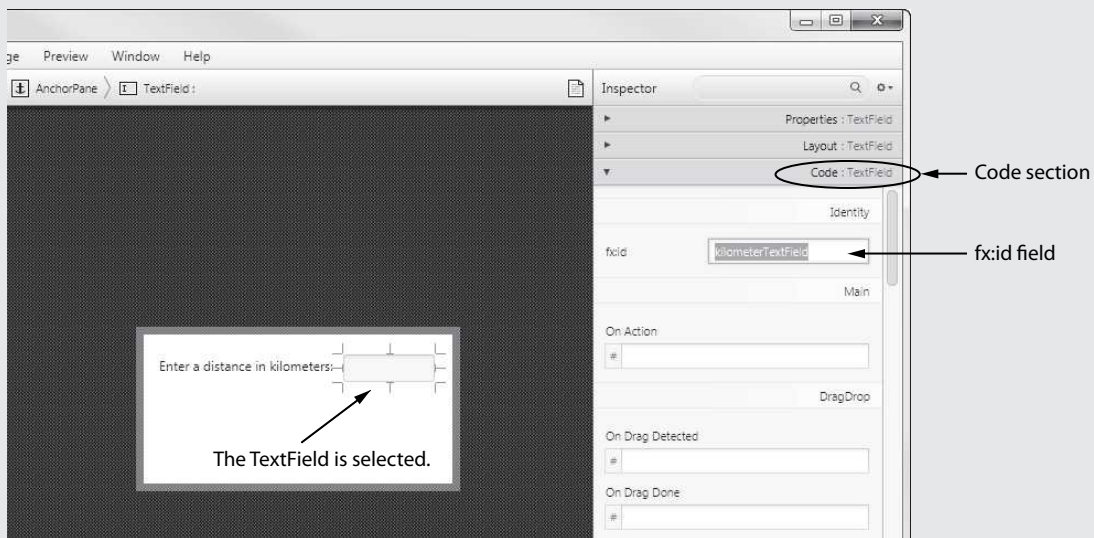 ge Preview Window Help
AnchorPane TextField :
Inspector
Properties : TextField
Layout : TextField
Code : TextField
Code section
Identity
fx:id kilometerTextField
fx:id field
Main
On Action
#
Enter a distance in kilometers:
DragDrop
The TextField is selected.
On Drag Detected
#
On Drag Done
#